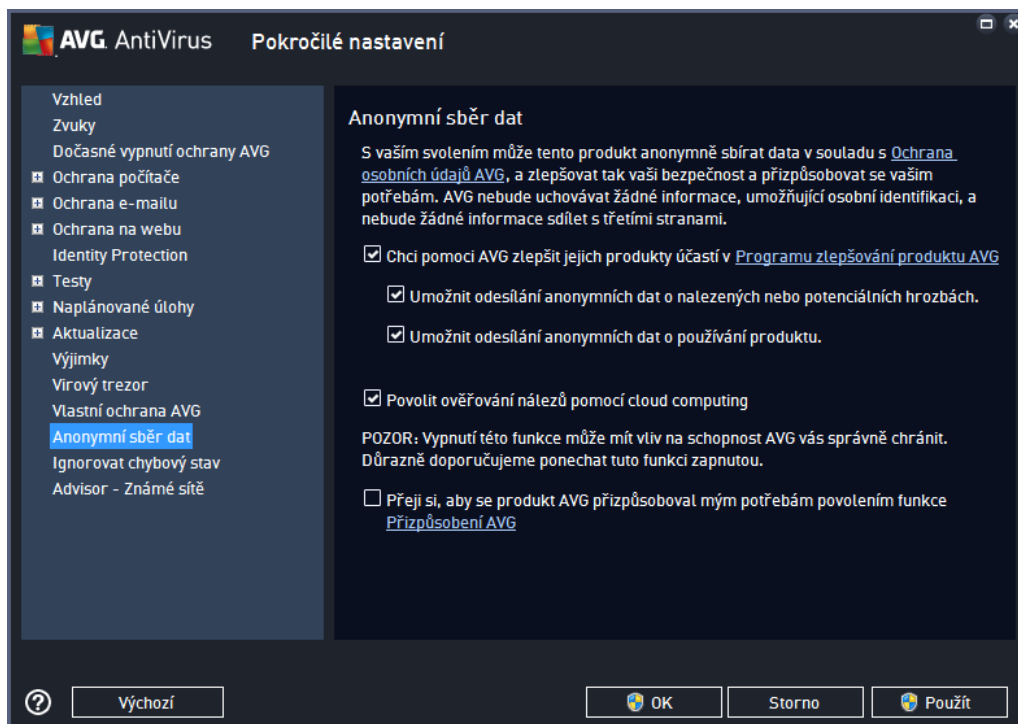 AVG AntiVirus Pokročilé nastavení
Vzhled
Zvuky
Dočasné vypnutí ochrany AVG
Ochrana počítače
Ochrana e-mailu
Ochrana na webu
Identity Protection
Testy
Naplánované úlohy
Aktualizace
Výjimky
Virový trezor
Vlastní ochrana AVG
Anonymní sběr dat
Ignorovat chybový stav
Advisor - Známé sítě
Anonymní sběr dat
S vaším svolením může tento produkt anonymně sbírat data v souladu s Ochrana
osobních údajů AVG, a zlepšovat tak vaši bezpečnost a přizpůsobovat se vašim
potřebám. AVG nebude uchovávat žádné informace, umožňující osobní identifikaci, a
nebude žádné informace sdílet s třetími stranami.
Chci pomoci AVG zlepšit jejich produkty účastí v Programu zlepšování produktu AVG
Umožnit odesílání anonymních dat o nalezených nebo potenciálních hrozbách.
Umožnit odesílání anonymních dat o používání produktu.
Povolit ověřování nálezů pomocí cloud computing
POZOR: Vypnutí této funkce může mít vliv na schopnost AVG vás správně chránit.
Důrazně doporučujeme ponechat tuto funkci zapnutou.
Přeji si, aby se produkt AVG přizpůsoboval mým potřebám povolením funkce
Přizpůsobení AVG
? Výchozí OK Storno Použít